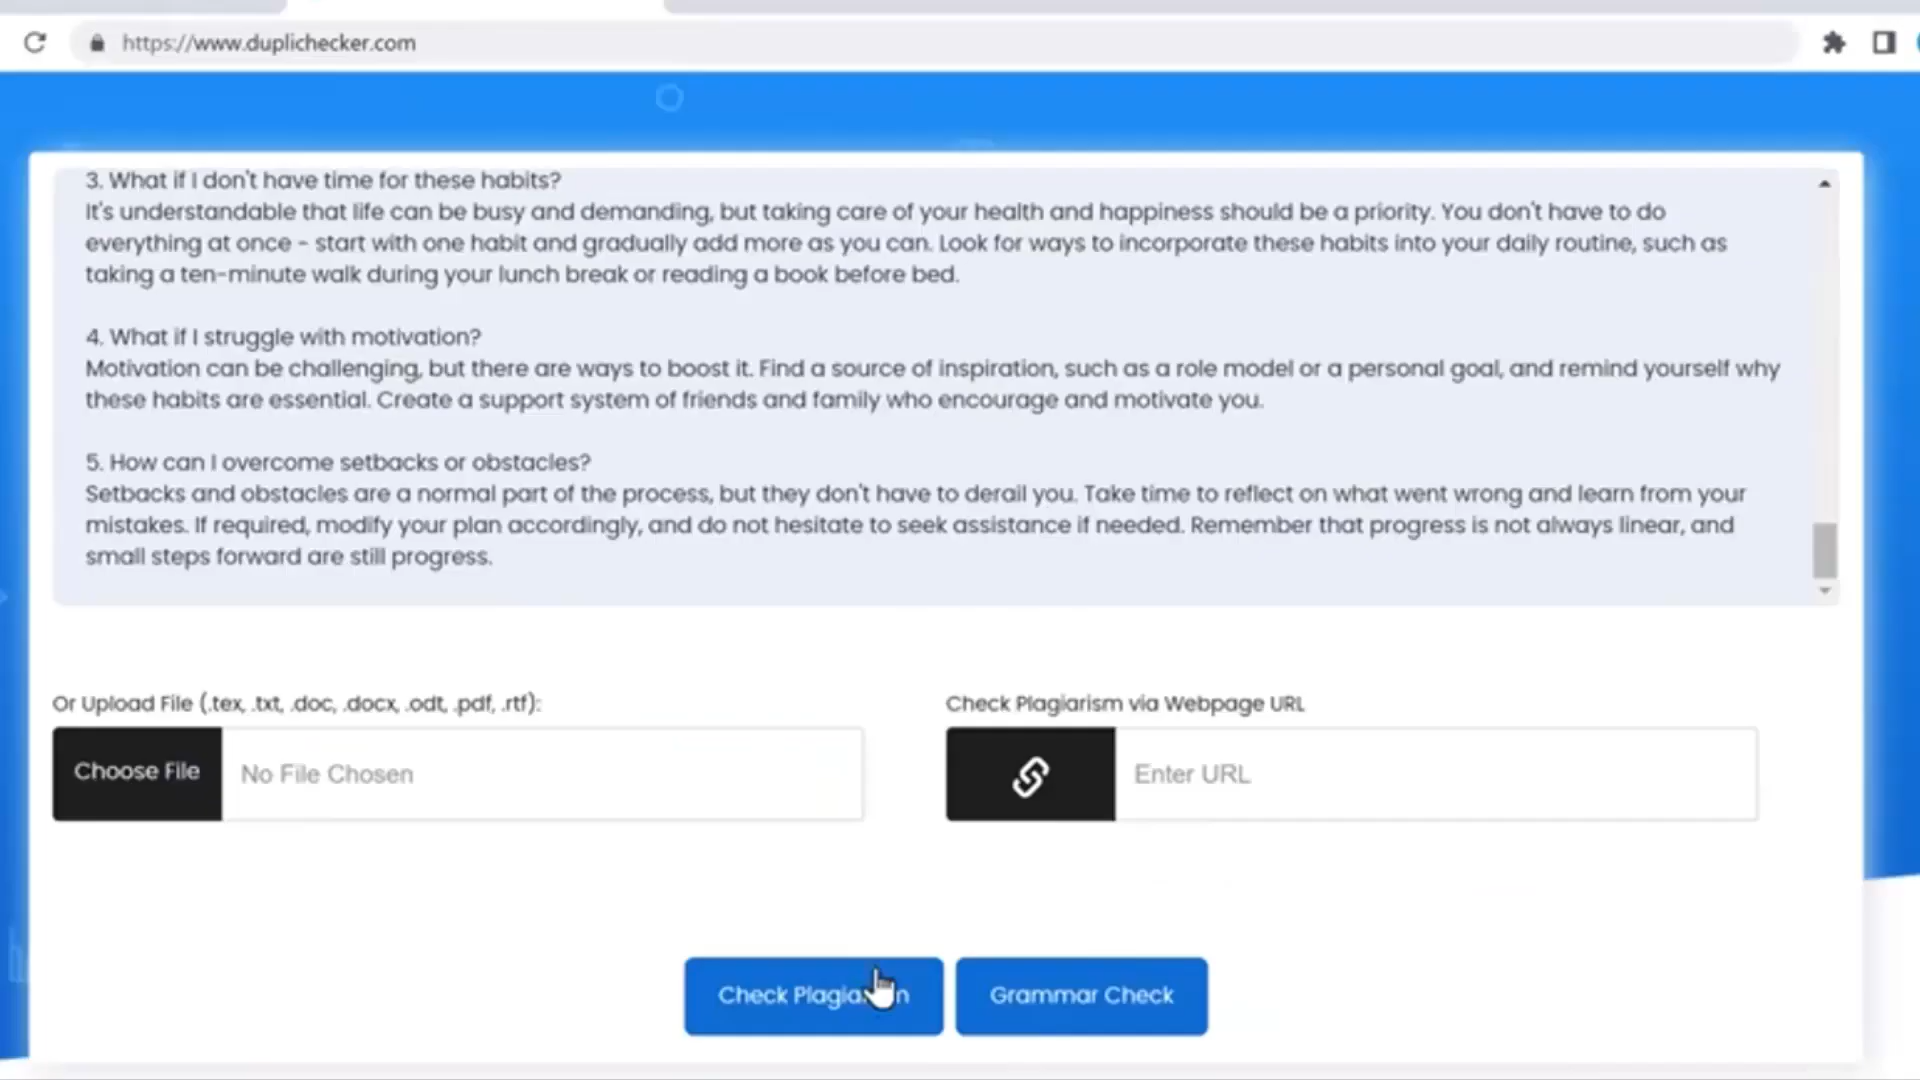 https://www.duplichecker.com
3. What if I don't have time for these habits?
It's understandable that life can be busy and demanding, but taking care of your health and happiness should be a priority. You don't have to do
everything at once - start with one habit and gradually add more as you can. Look for ways to incorporate these habits into your daily routine, such as
taking a ten-minute walk during your lunch break or reading a book before bed.
4. What if I struggle with motivation?
Motivation can be challenging, but there are ways to boost it. Find a source of inspiration, such as a role model or a personal goal, and remind yourself why
these habits are essential. Create a support system of friends and family who encourage and motivate you.
5. How can I overcome setbacks or obstacles?
Setbacks and obstacles are a normal part of the process, but they don't have to derail you. Take time to reflect on what went wrong and learn from your
mistakes. If required, modify your plan accordingly, and do not hesitate to seek assistance if needed. Remember that progress is not always linear, and
small steps forward are still progress.
Or Upload File (.tex, .txt, .doc, .docx, .odt, .pdf, .rtf):
Check Plagiarism via Webpage URL
Choose File
No File Chosen
Enter URL
Check Plagiarism
Grammar Check